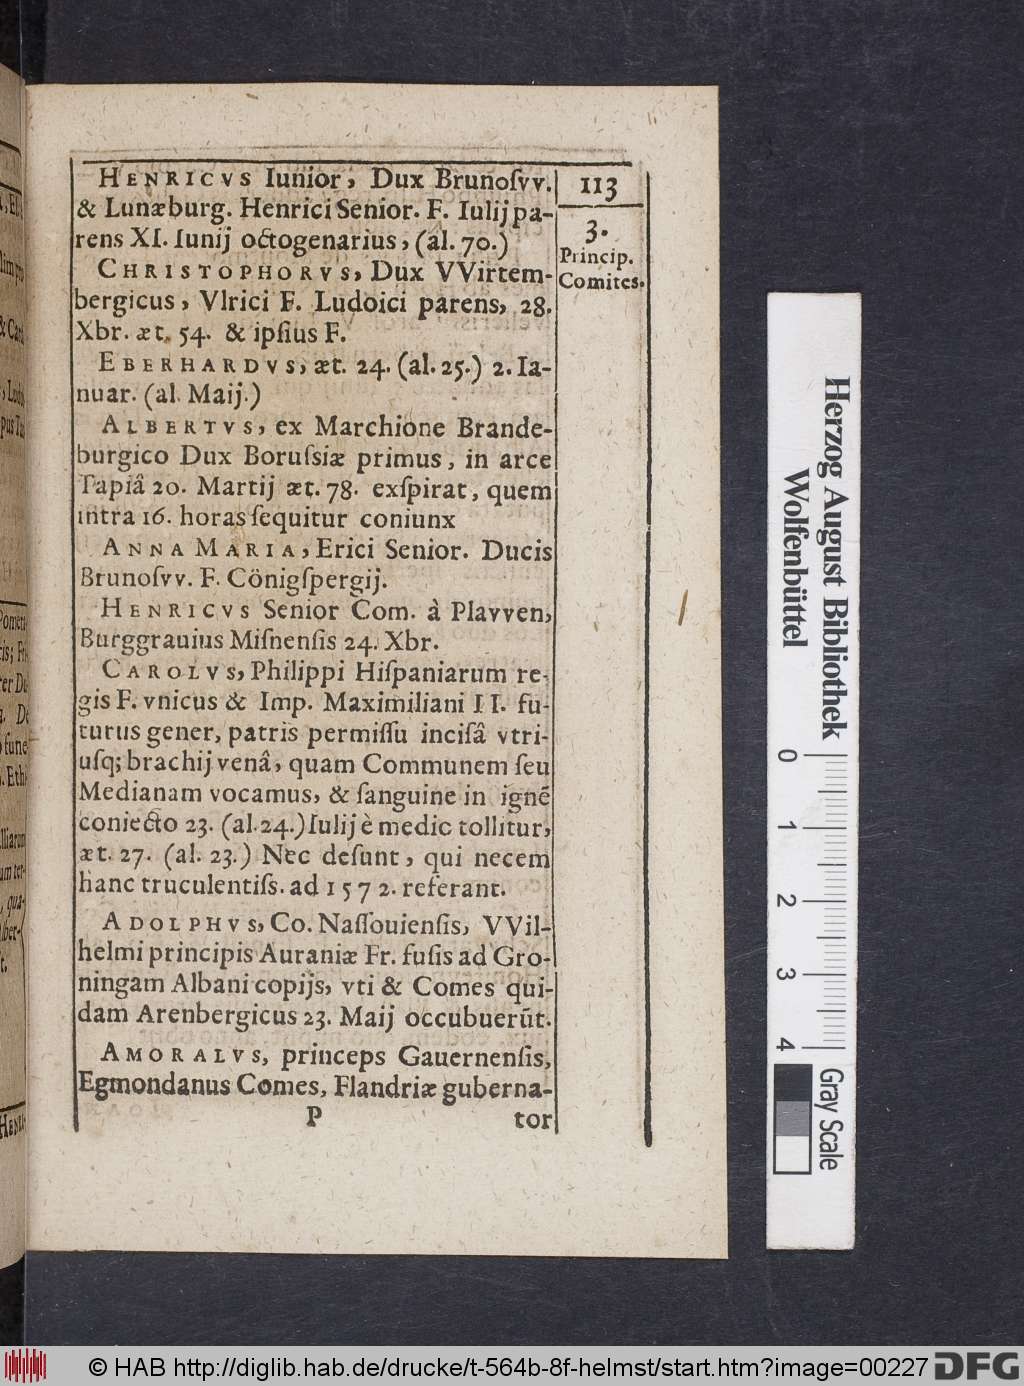 113
3.
Princip.
Comites.
HENRICVS Iunior, Dux Brunoſvv.
& Lunæburg. Henrici Senior. F. Iulij pa-
rens XI. Iunij octogenarius, (al. 70.)
CHRISTOPHORVS, Dux VVirtem-
bergicus, Vlrici F. Ludoici parens, 28.
Xbr. æt. 54. & ipſius F.
EBERHARDVS, æt. 24. (al. 25.) 2. Ia-
nuar. (al. Maij.)
ALBERTVS, ex Marchione Brande-
burgico Dux Boruſsiæ primus, in arce
Tapiâ 20. Martij æt. 78. exſpirat, quem
intra 16. horas ſequitur coniunx
ANNA MARIA, Erici Senior. Ducis
Brunoſvv. F. Cönigſpergij.
HENRICVS Senior Com. à Plavven,
Burggrauius Miſnenſis 24. Xbr.
CAROLVS, Philippi Hiſpaniarum re-
gis F. vnicus & Imp. Maximiliani II. fu-
turus gener, patris permiſſu inciſâ vtri-
uſq; brachij venâ, quam Communem ſeu
Medianam vocamus, & ſanguine in ignē
coniecto 23. (al. 24.) Iulij è medic tollitur,
æt. 27. (al. 23.) Nec deſunt, qui necem
hanc truculentiſs. ad 1572. referant.
ADOLPHVS, Co. Naſſouienſis, VVil-
helmi principis Auraniæ Fr. fuſis ad Gro-
ningam Albani copijs, vti & Comes qui-
dam Arenbergicus 23. Maij occubuerūt.
AMORALVS, princeps Gauernenſis,
Egmondanus Comes, Flandriæ guberna-
P tor
Herzog August Bibliothek
Wolfenbüttel
0 1 2 3 4
Gray Scale
© HAB http://diglib.hab.de/drucke/t-564b-8f-helmst/start.htm?image=00227
DFG